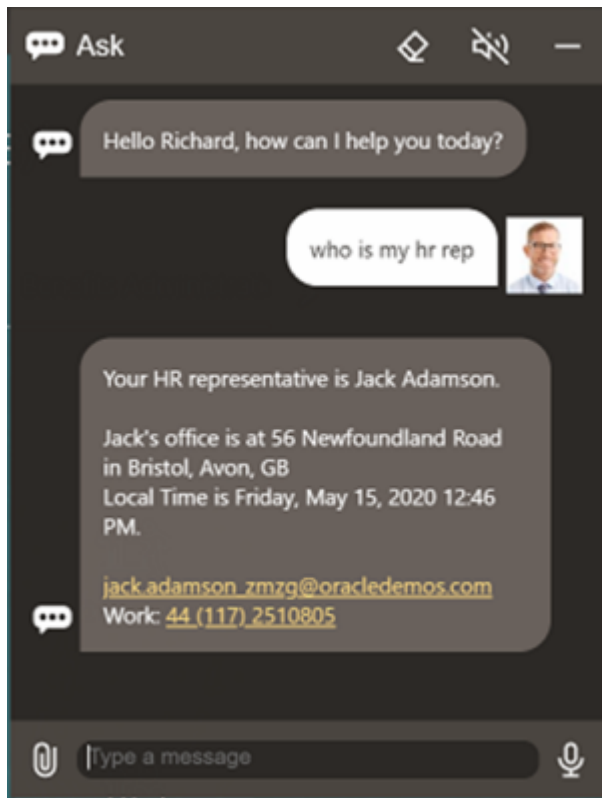 Ask
Hello Richard, how can I help you today?
who is my hr rep
Your HR representative is Jack Adamson.
Jack's office is at 56 Newfoundland Road
in Bristol, Avon, GB
Local Time is Friday, May 15, 2020 12:46
PM.
jack.adamson_zmzg@oracledemos.com
Work: 44 (117) 2510805
Type a message